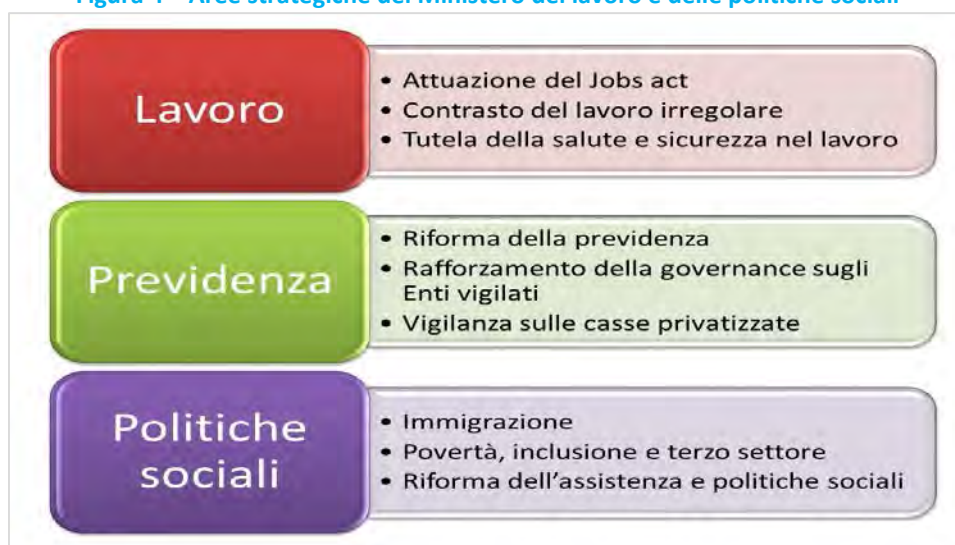 Aree strategiche del Ministero del lavoro e delle politiche sociali
Lavoro
• Attuazione del Jobs act
• Contrasto del lavoro irregolare
• Tutela della salute e sicurezza nel lavoro
Previdenza
• Riforma della previdenza
• Rafforzamento della governance sugli
Enti vigilati
• Vigilanza sulle casse privatizzate
Politiche
sociali
• Immigrazione
• Povertà, inclusione e terzo settore
• Riforma dell'assistenza e politiche sociali